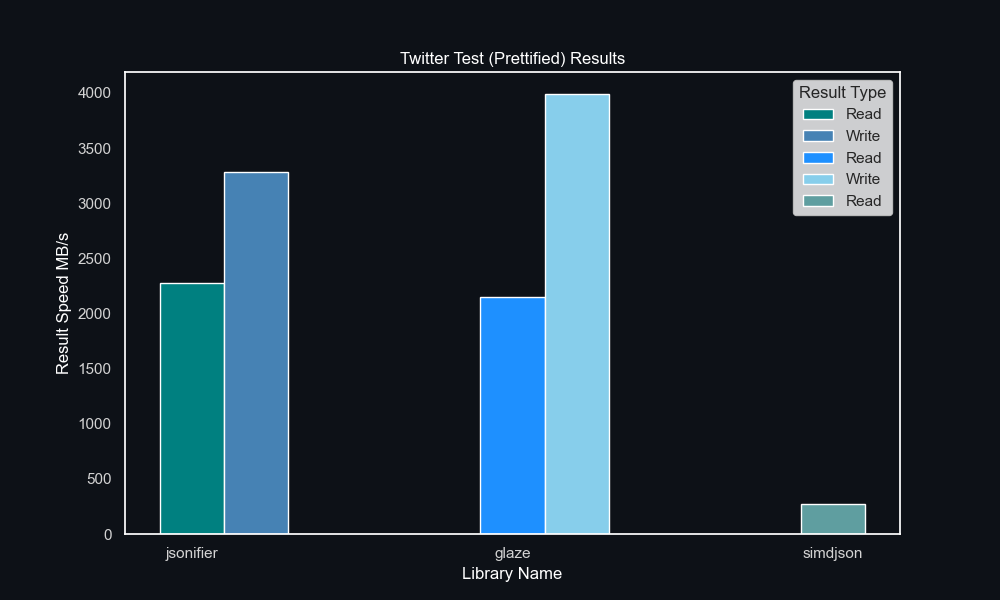 Twitter Test (Prettified) Results
Result Type
Read
Write
Read
Write
Read
4000
3500
3000
2500
2000
1500
1000
500
0
Result Speed MB/s
jsonifier
glaze
simdjson
Library Name